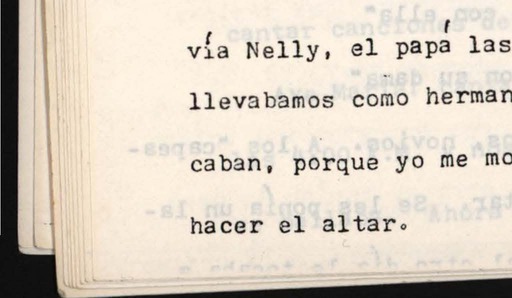 vía Nelly, el papá las
llevabamos como herman
caban, porque yo me mo
hacer el altar.